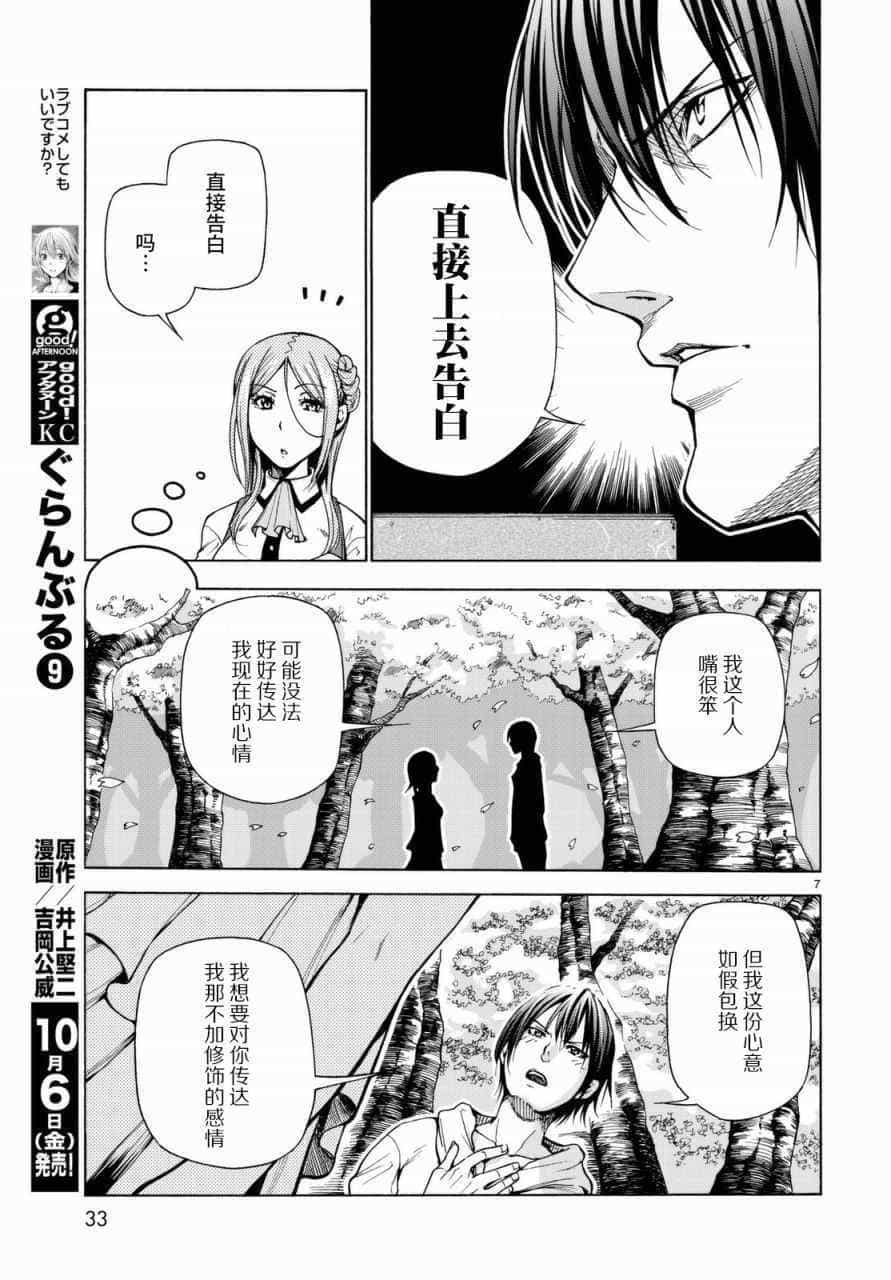 直接上去告白
直接告白
吗…
我这个人
嘴很笨
可能没法
好好传达
我现在的心情
7
但我这份心意
如假包换
我想要对你传达
我那不加修饰的感情
ラブコメしても
いいですか?
good!
AFTERNOON
good!
アフタヌーン
KC
ぐらんぶる❾
原作/井上堅二
漫画/吉岡公威
10月6日(金)発売!
33